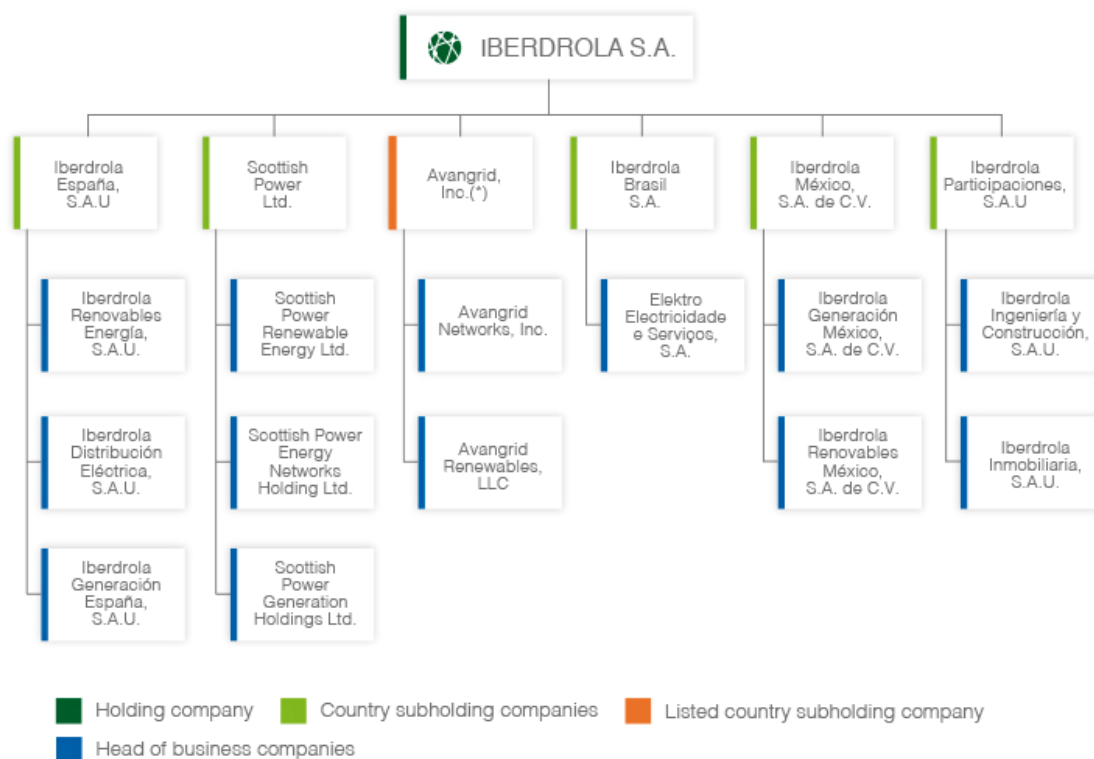 IBERDROLA S.A.
Iberdrola
España,
S.A.U
Scottish
Power
Ltd.
Avangrid,
Inc.(*)
Iberdrola
Brasil
S.A.
Iberdrola
México,
S.A. de C.V.
Iberdrola
Participaciones,
S.A.U
Iberdrola
Renovables
Energía,
S.A.U.
Scottish
Power
Renewable
Energy Ltd.
Avangrid
Networks, Inc.
Elektro
Electricidade
e Serviços,
S.A.
Iberdrola
Generación
México,
S.A. de C.V.
Iberdrola
Ingeniería y
Construcción,
S.A.U.
Iberdrola
Distribución
Eléctrica,
S.A.U.
Scottish Power
Energy
Networks
Holding Ltd.
Avangrid
Renewables,
LLC
Iberdrola
Renovables
México,
S.A. de C.V.
Iberdrola
Inmobiliaria,
S.A.U.
Iberdrola
Generación
España,
S.A.U.
Scottish
Power
Generation
Holdings Ltd.
Holding company
Country subholding companies
Listed country subholding company
Head of business companies